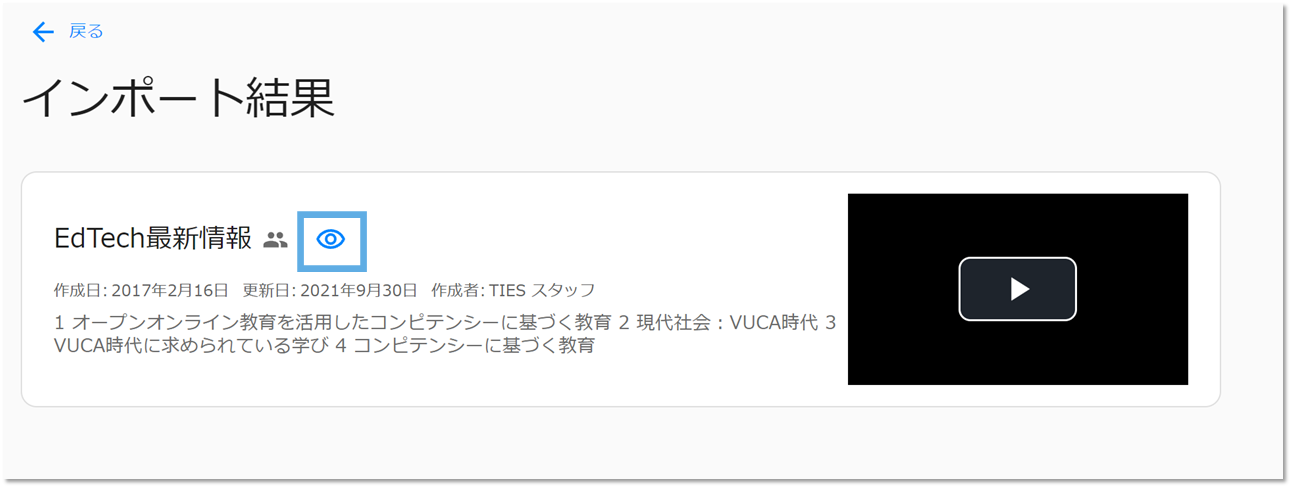 戻る
インポート結果
EdTech最新情報
作成日: 2017年2月16日 更新日: 2021年9月30日 作成者: TIES スタッフ
1 オープンオンライン教育を活用したコンピテンシーに基づく教育 2 現代社会：VUCA時代 3
VUCA時代に求められている学び 4 コンピテンシーに基づく教育